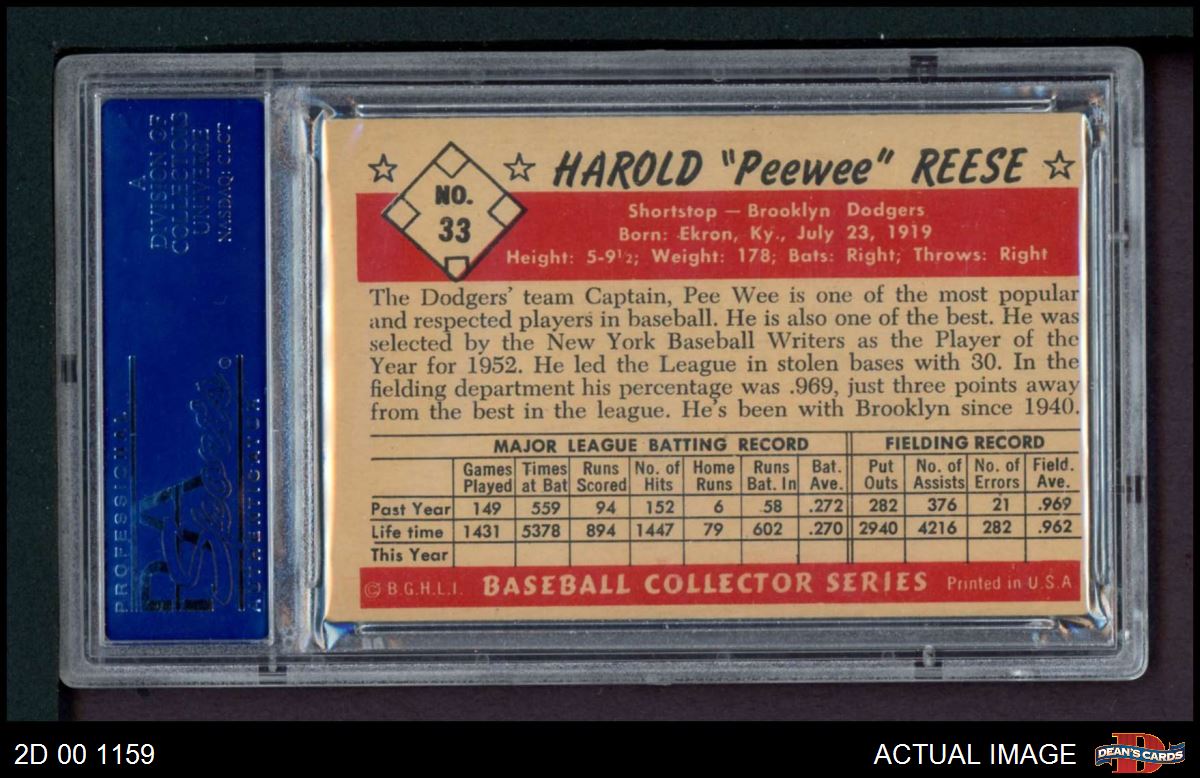 A
DIVISION OF
COLLECTORS
UNIVERSE
NASDAQ: CLCT
PROFESSIONAL
PSA
AUTHENTICATOR
HAROLD "Peewee" REESE
NO.
33
Shortstop — Brooklyn Dodgers
Born: Ekron, Ky., July 23, 1919
Height: 5-9½; Weight: 178; Bats: Right; Throws: Right
The Dodgers' team Captain, Pee Wee is one of the most popular
and respected players in baseball. He is also one of the best. He was
selected by the New York Baseball Writers as the Player of the
Year for 1952. He led the League in stolen bases with 30. In the
fielding department his percentage was .969, just three points away
from the best in the league. He's been with Brooklyn since 1940.
MAJOR LEAGUE BATTING RECORD FIELDING RECORD
Games Times Runs No. of Home Runs Bat. Put No. of No. of Field.
Played at Bat Scored Hits Runs Bat. In Ave. Outs Assists Errors Ave.
Past Year 149 559 94 152 6 58 .272 282 376 21 .969
Life time 1431 5378 894 1447 79 602 .270 2940 4216 282 .962
This Year
© B.G.H.L.I. BASEBALL COLLECTOR SERIES Printed in U.S.A
2D 00 1159
ACTUAL IMAGE
DEAN'S CARDS